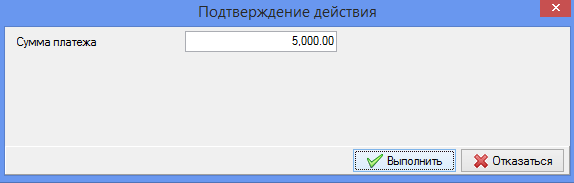 Подтверждение действия
Сумма платежа 5,000.00
Выполнить Отказаться